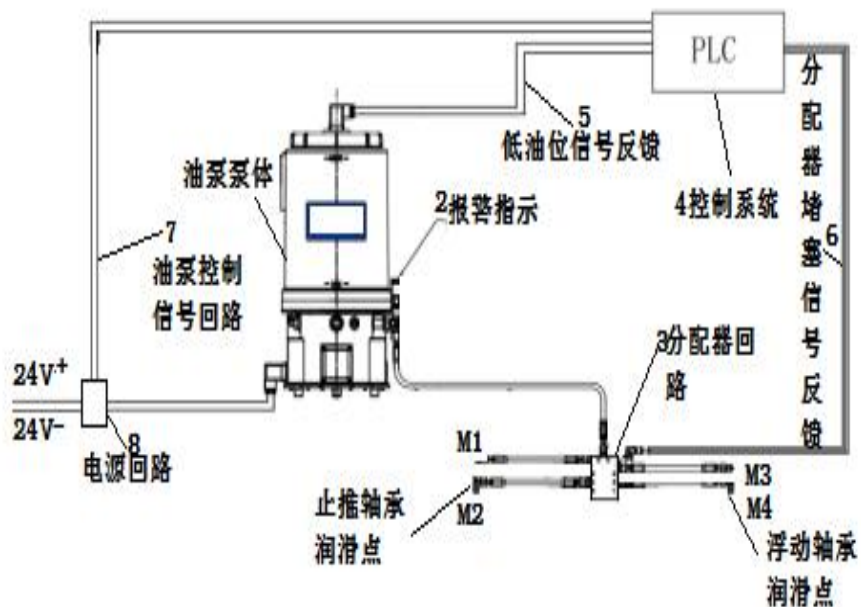 PLC
5
低油位信号反馈
油泵泵体
2报警指示
4控制系统
分配器堵塞信号反馈
6
7
油泵控制
信号回路
3分配器回
路
24V+
24V-
8
电源回路
M1
M2
M3
M4
止推轴承
润滑点
浮动轴承
润滑点